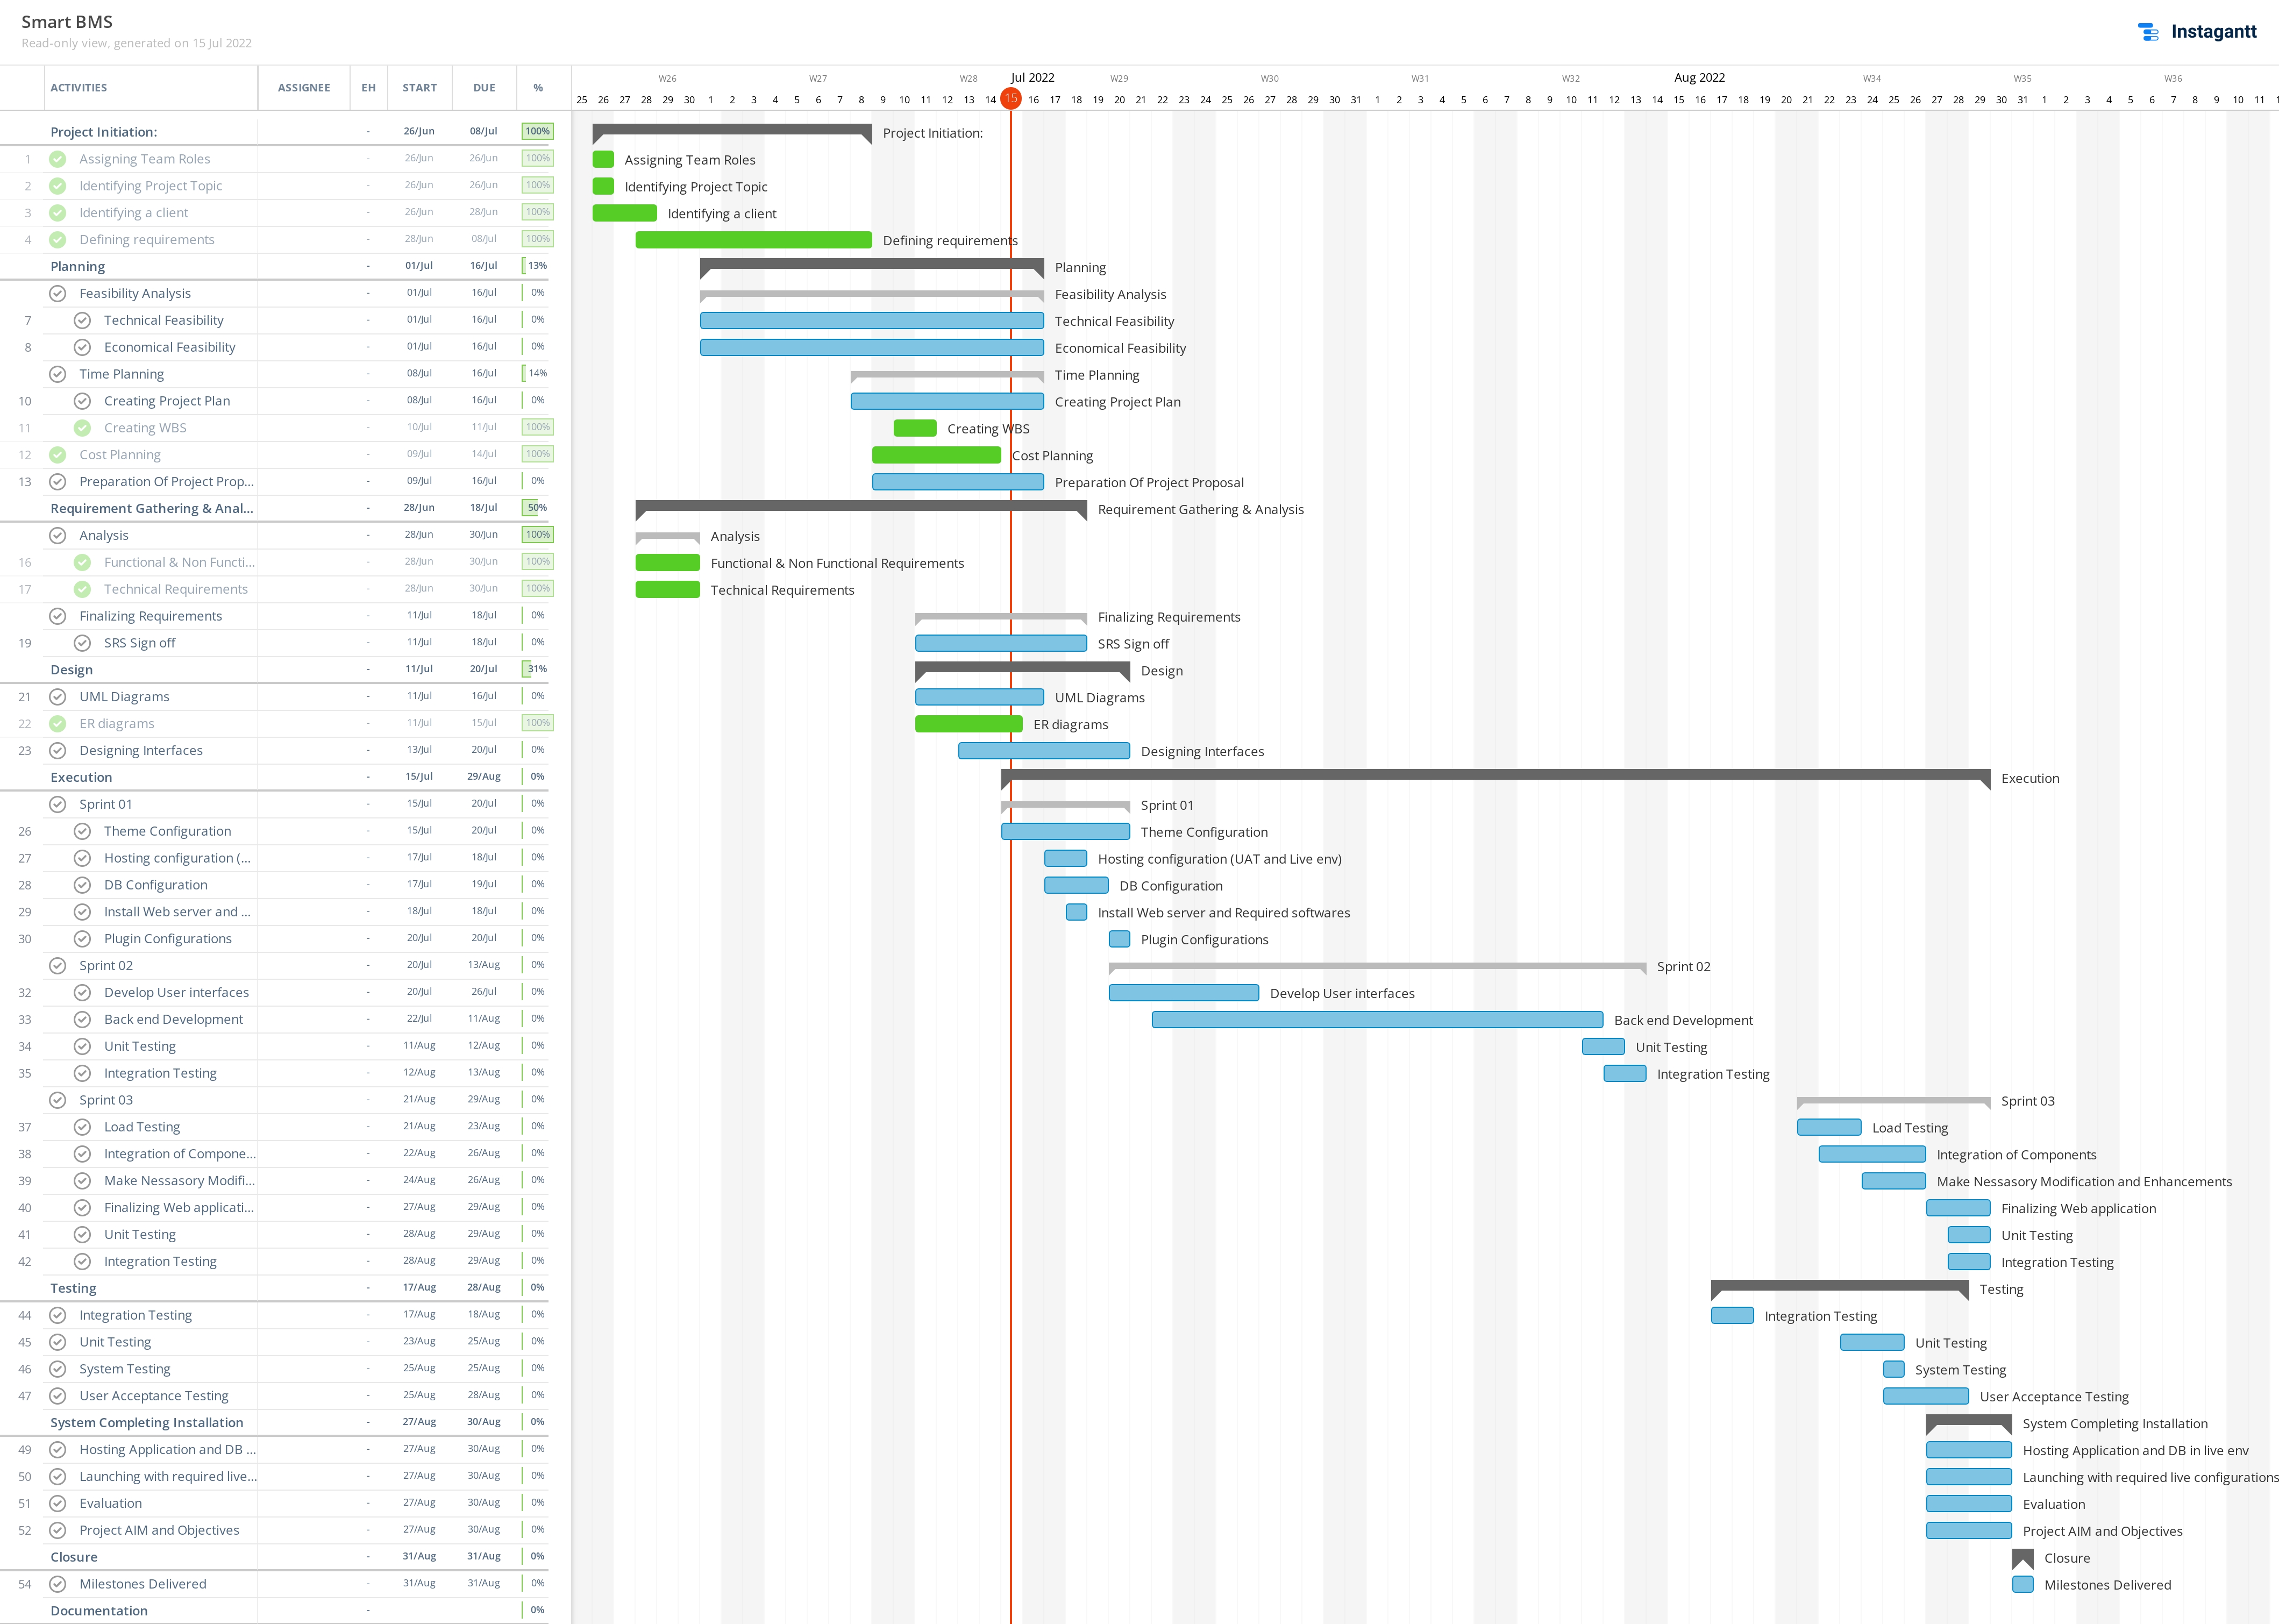 Smart BMS
Read-only view, generated on 15 Jul 2022
Instagantt
ACTIVITIES ASSIGNEE EH START DUE %
W26 W27 W28 Jul 2022 W29 W30 W31 W32 Aug 2022 W34 W35 W36
25 26 27 28 29 30 1 2 3 4 5 6 7 8 9 10 11 12 13 14 15 16 17 18 19 20 21 22 23 24 25 26 27 28 29 30 31 1 2 3 4 5 6 7 8 9 10 11 12 13 14 15 16 17 18 19 20 21 22 23 24 25 26 27 28 29 30 31 1 2 3 4 5 6 7 8 9 10 11
Project Initiation: - 26/Jun 08/Jul 100% Project Initiation:
1 Assigning Team Roles - 26/Jun 26/Jun 100% Assigning Team Roles
2 Identifying Project Topic - 26/Jun 26/Jun 100% Identifying Project Topic
3 Identifying a client - 26/Jun 28/Jun 100% Identifying a client
4 Defining requirements - 28/Jun 08/Jul 100% Defining requirements
Planning - 01/Jul 16/Jul 13% Planning
Feasibility Analysis - 01/Jul 16/Jul 0% Feasibility Analysis
7 Technical Feasibility - 01/Jul 16/Jul 0% Technical Feasibility
8 Economical Feasibility - 01/Jul 16/Jul 0% Economical Feasibility
Time Planning - 08/Jul 16/Jul 14% Time Planning
10 Creating Project Plan - 08/Jul 16/Jul 0% Creating Project Plan
11 Creating WBS - 10/Jul 11/Jul 100% Creating WBS
12 Cost Planning - 09/Jul 14/Jul 100% Cost Planning
13 Preparation Of Project Prop... - 09/Jul 16/Jul 0% Preparation Of Project Proposal
Requirement Gathering & Anal... - 28/Jun 18/Jul 50% Requirement Gathering & Analysis
Analysis - 28/Jun 30/Jun 100% Analysis
16 Functional & Non Functi... - 28/Jun 30/Jun 100% Functional & Non Functional Requirements
17 Technical Requirements - 28/Jun 30/Jun 100% Technical Requirements
Finalizing Requirements - 11/Jul 18/Jul 0% Finalizing Requirements
19 SRS Sign off - 11/Jul 18/Jul 0% SRS Sign off
Design - 11/Jul 20/Jul 31% Design
21 UML Diagrams - 11/Jul 16/Jul 0% UML Diagrams
22 ER diagrams - 11/Jul 15/Jul 100% ER diagrams
23 Designing Interfaces - 13/Jul 20/Jul 0% Designing Interfaces
Execution - 15/Jul 29/Aug 0% Execution
Sprint 01 - 15/Jul 20/Jul 0% Sprint 01
26 Theme Configuration - 15/Jul 20/Jul 0% Theme Configuration
27 Hosting configuration (... - 17/Jul 18/Jul 0% Hosting configuration (UAT and Live env)
28 DB Configuration - 17/Jul 19/Jul 0% DB Configuration
29 Install Web server and ... - 18/Jul 18/Jul 0% Install Web server and Required softwares
30 Plugin Configurations - 20/Jul 20/Jul 0% Plugin Configurations
Sprint 02 - 20/Jul 13/Aug 0% Sprint 02
32 Develop User interfaces - 20/Jul 26/Jul 0% Develop User interfaces
33 Back end Development - 22/Jul 11/Aug 0% Back end Development
34 Unit Testing - 11/Aug 12/Aug 0% Unit Testing
35 Integration Testing - 12/Aug 13/Aug 0% Integration Testing
Sprint 03 - 21/Aug 29/Aug 0% Sprint 03
37 Load Testing - 21/Aug 23/Aug 0% Load Testing
38 Integration of Compone... - 22/Aug 26/Aug 0% Integration of Components
39 Make Nessasory Modifi... - 24/Aug 26/Aug 0% Make Nessasory Modification and Enhancements
40 Finalizing Web applicati... - 27/Aug 29/Aug 0% Finalizing Web application
41 Unit Testing - 28/Aug 29/Aug 0% Unit Testing
42 Integration Testing - 28/Aug 29/Aug 0% Integration Testing
Testing - 17/Aug 28/Aug 0% Testing
44 Integration Testing - 17/Aug 18/Aug 0% Integration Testing
45 Unit Testing - 23/Aug 25/Aug 0% Unit Testing
46 System Testing - 25/Aug 25/Aug 0% System Testing
47 User Acceptance Testing - 25/Aug 28/Aug 0% User Acceptance Testing
System Completing Installation - 27/Aug 30/Aug 0% System Completing Installation
49 Hosting Application and DB ... - 27/Aug 30/Aug 0% Hosting Application and DB in live env
50 Launching with required live... - 27/Aug 30/Aug 0% Launching with required live configurations
51 Evaluation - 27/Aug 30/Aug 0% Evaluation
52 Project AIM and Objectives - 27/Aug 30/Aug 0% Project AIM and Objectives
Closure - 31/Aug 31/Aug 0% Closure
54 Milestones Delivered - 31/Aug 31/Aug 0% Milestones Delivered
Documentation - 0%